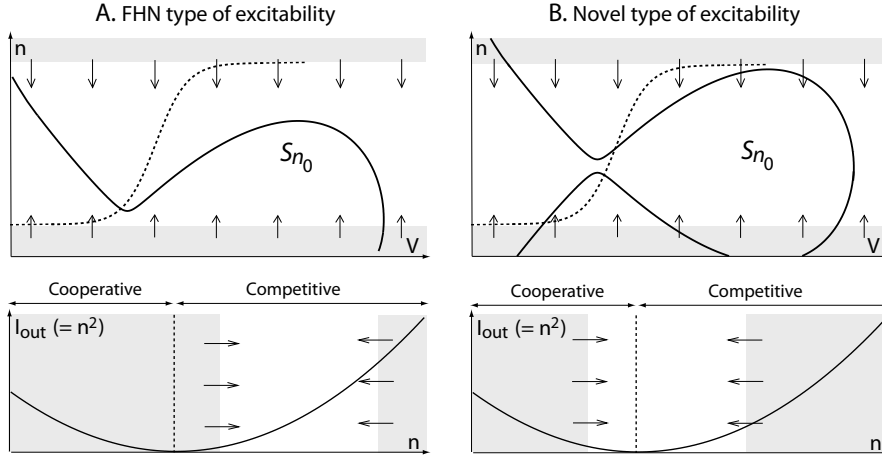 A. FHN type of excitability
n
Sn₀
V
Cooperative
Competitive
Iout (= n²)
n
B. Novel type of excitability
n
Sn₀
V
Cooperative
Competitive
Iout (= n²)
n